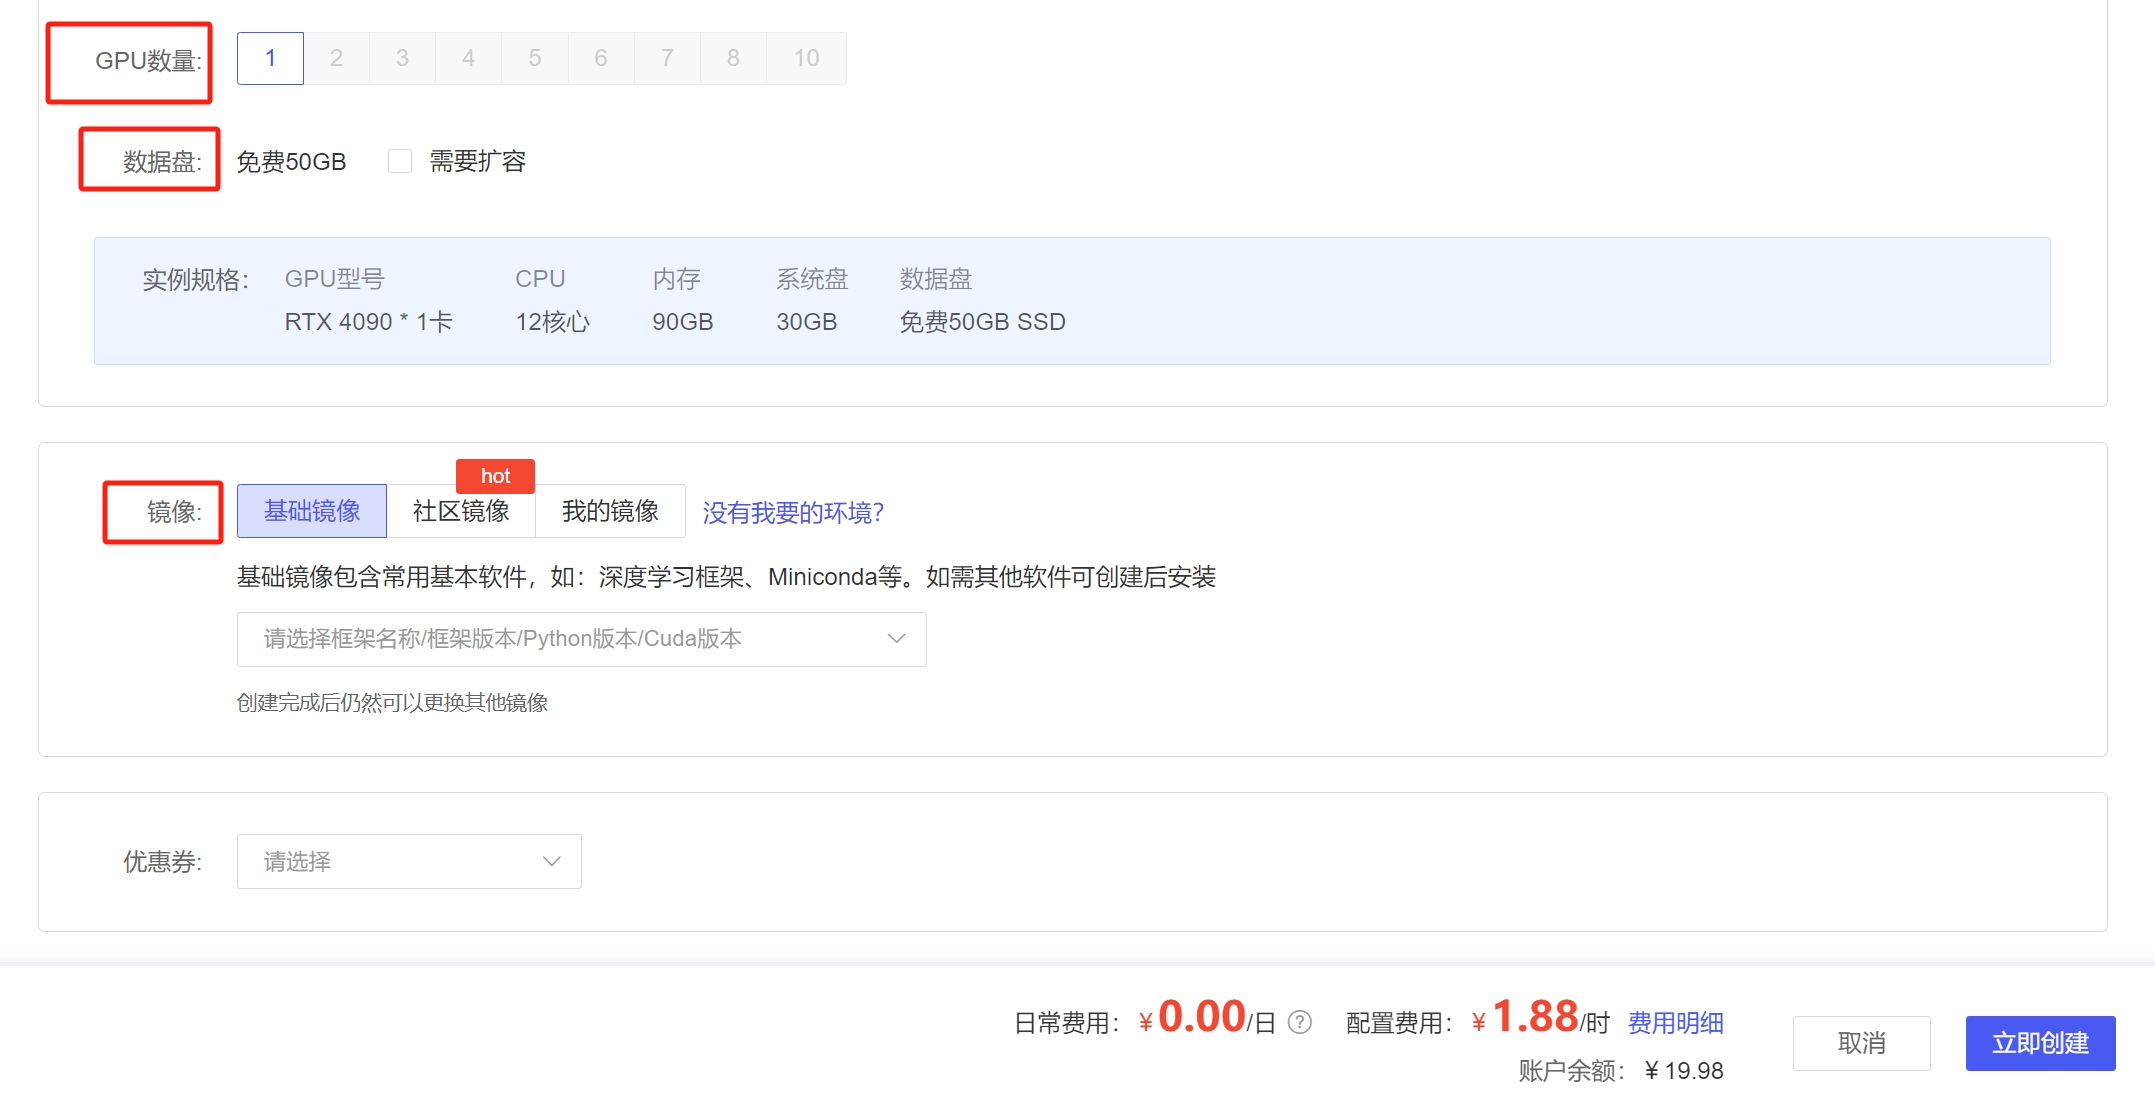 GPU数量: 1 2 3 4 5 6 7 8 10
数据盘: 免费50GB 需要扩容
实例规格： GPU型号 CPU 内存 系统盘 数据盘
RTX 4090 * 1卡 12核心 90GB 30GB 免费50GB SSD
hot
镜像: 基础镜像 社区镜像 我的镜像 没有我要的环境？
基础镜像包含常用基本软件，如：深度学习框架、Miniconda等。如需其他软件可创建后安装
请选择框架名称/框架版本/Python版本/Cuda版本
创建完成后仍然可以更换其他镜像
优惠券: 请选择
日常费用： ¥0.00/日 ? 配置费用： ¥1.88/时 费用明细
账户余额： ¥19.98
取消 立即创建